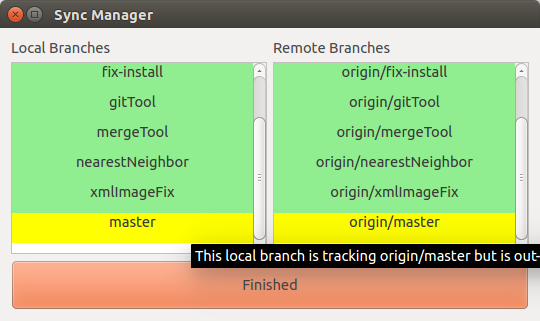 Sync Manager
Local Branches
fix-install
gitTool
mergeTool
nearestNeighbor
xmlImageFix
master
Remote Branches
origin/fix-install
origin/gitTool
origin/mergeTool
origin/nearestNeighbor
origin/xmlImageFix
origin/master
This local branch is tracking origin/master but is out-
Finished